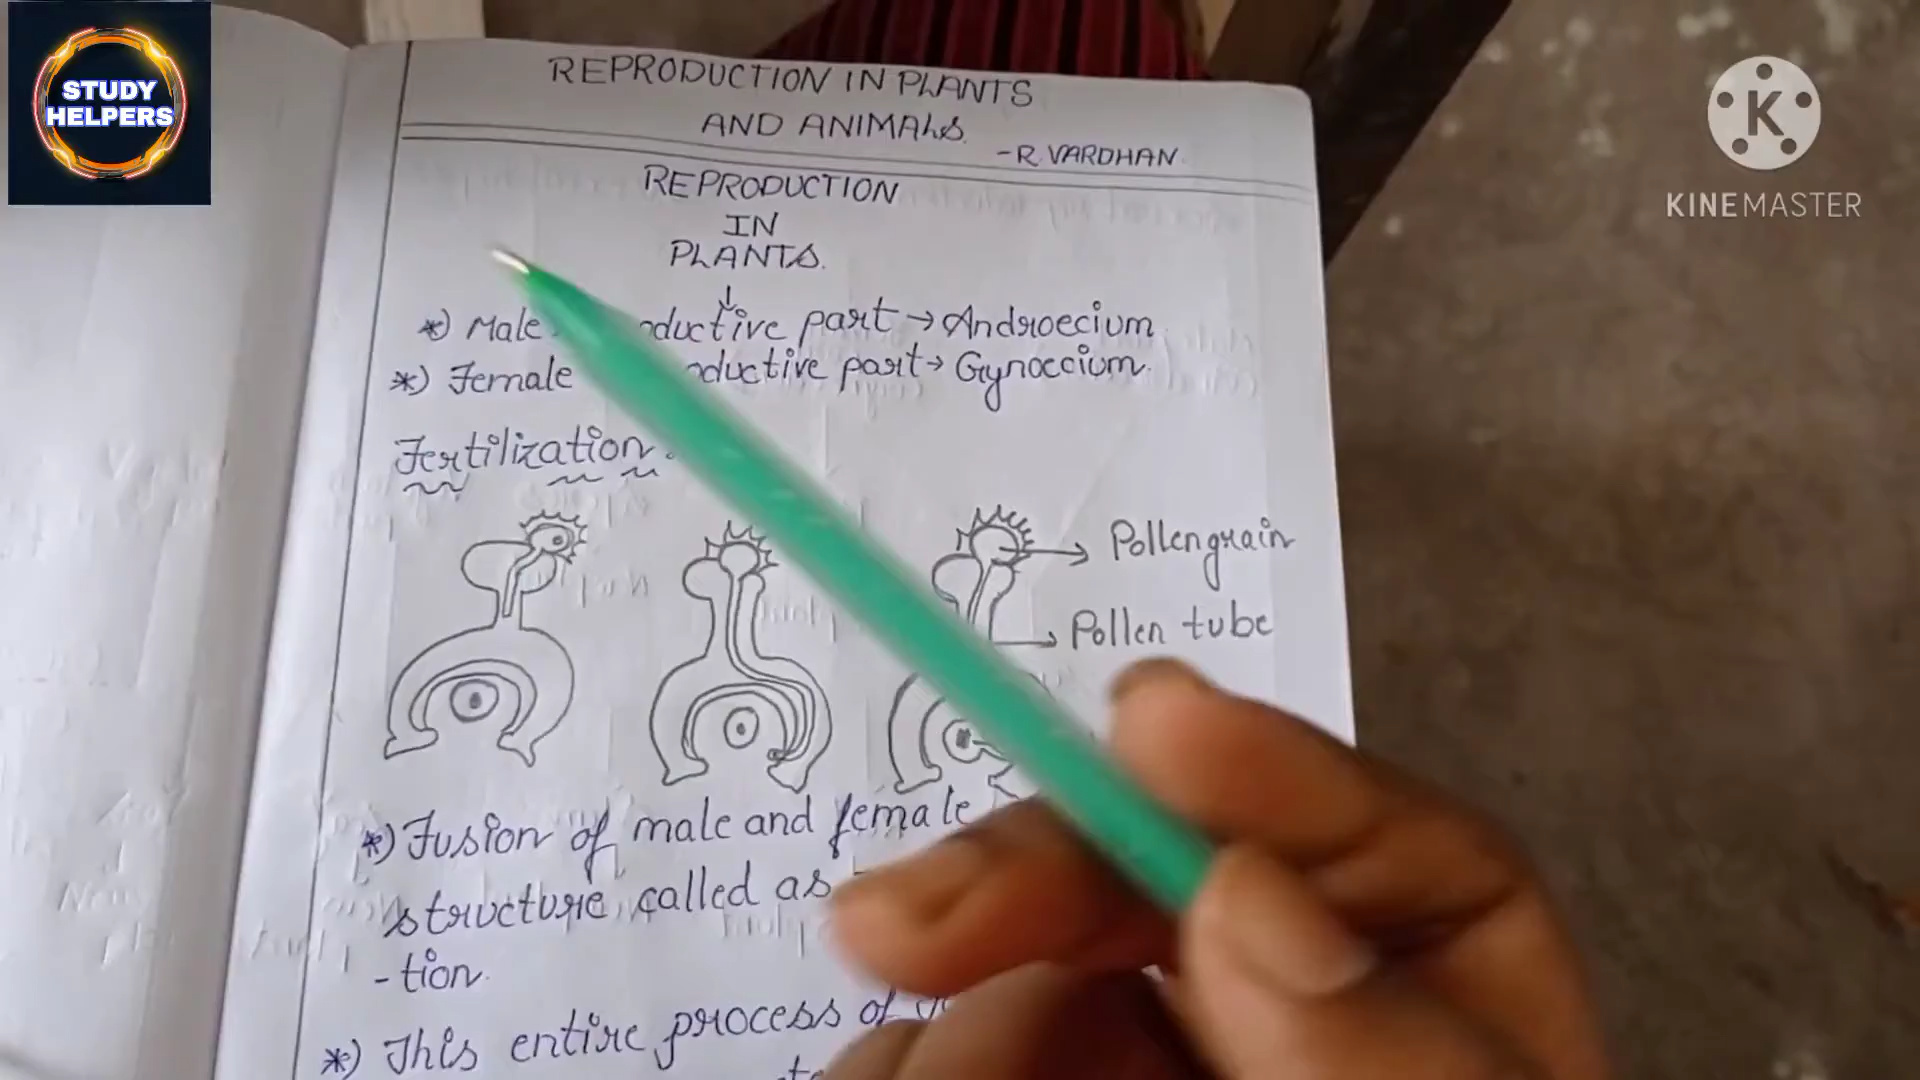 STUDY
HELPERS
K
KINEMASTER
REPRODUCTION IN PLANTS
AND ANIMALS.
-R.VARDHAN.
REPRODUCTION
IN
PLANTS.
*) Male ductive part → Androecium.
*) Female oductive part → Gynoecium.
Fertilization.
Pollengrain
Pollen tube
*) Fusion of male and female
structure, called as
-tion.
*) This entire process of